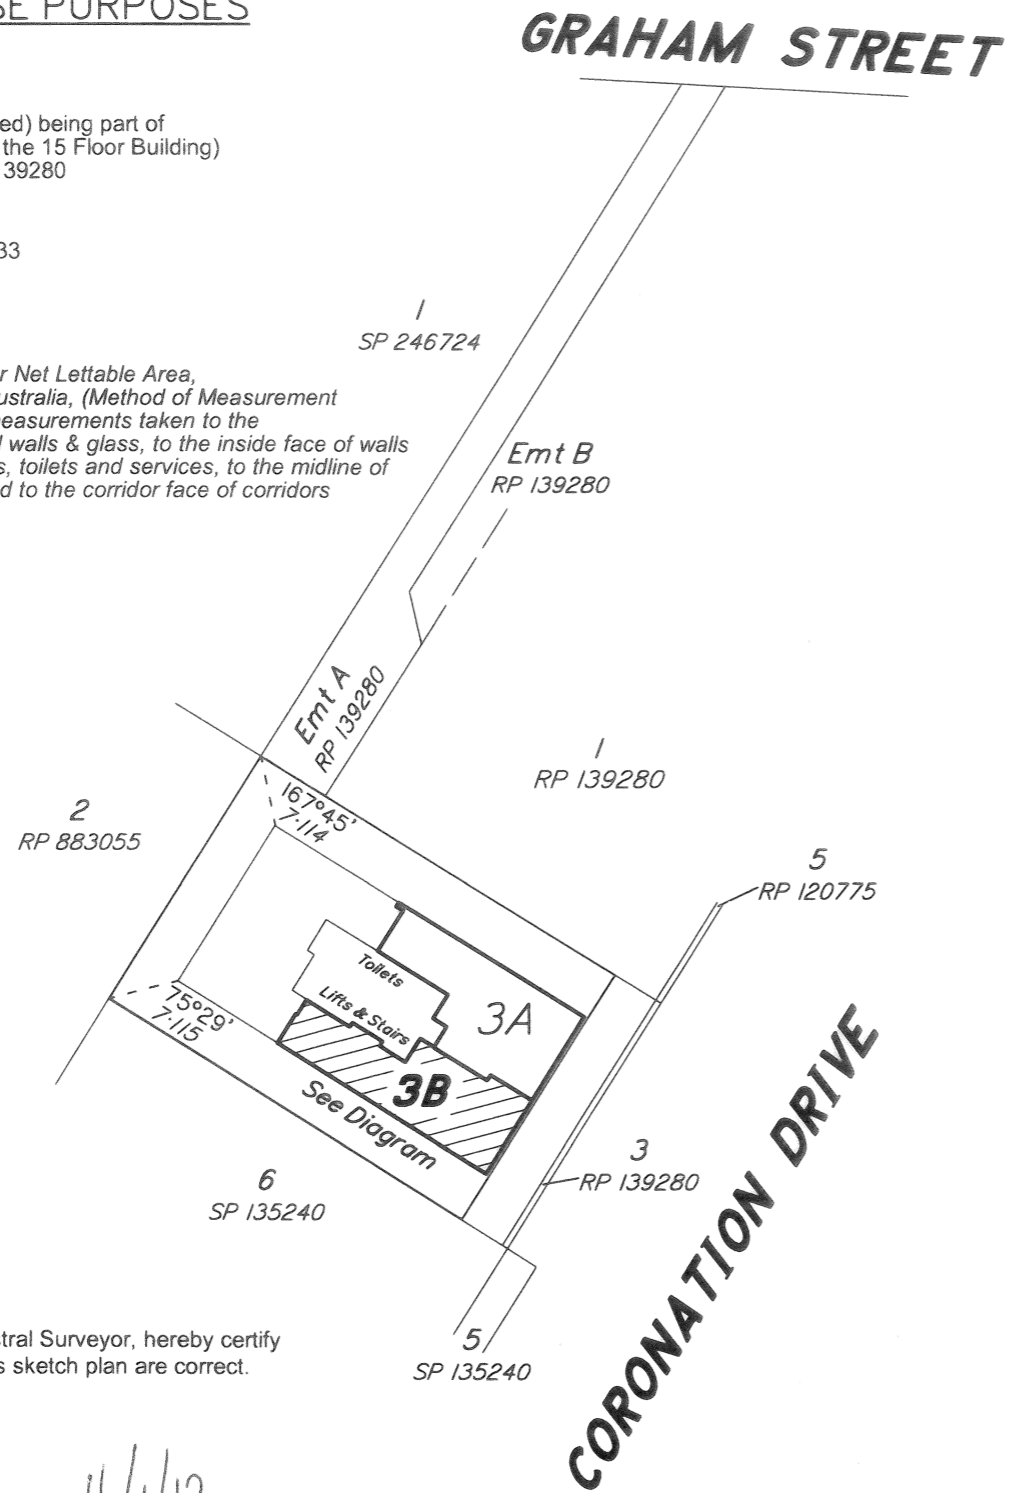 SE PURPOSES
GRAHAM STREET
ed) being part of
the 15 Floor Building)
39280
33
1
SP 246724
r Net Lettable Area,
ustralia, (Method of Measurement
easurements taken to the
l walls & glass, to the inside face of walls
s, toilets and services, to the midline of
d to the corridor face of corridors
Emt B
RP 139280
Emt A
RP 139280
1
RP 139280
2
RP 883055
167°45'
7·114
5
RP 120775
Toilets
Lifts & Stairs
3A
75°29'
7·115
3B
See Diagram
3
RP 139280
6
SP 135240
CORONATION DRIVE
tral Surveyor, hereby certify
s sketch plan are correct.
5
SP 135240